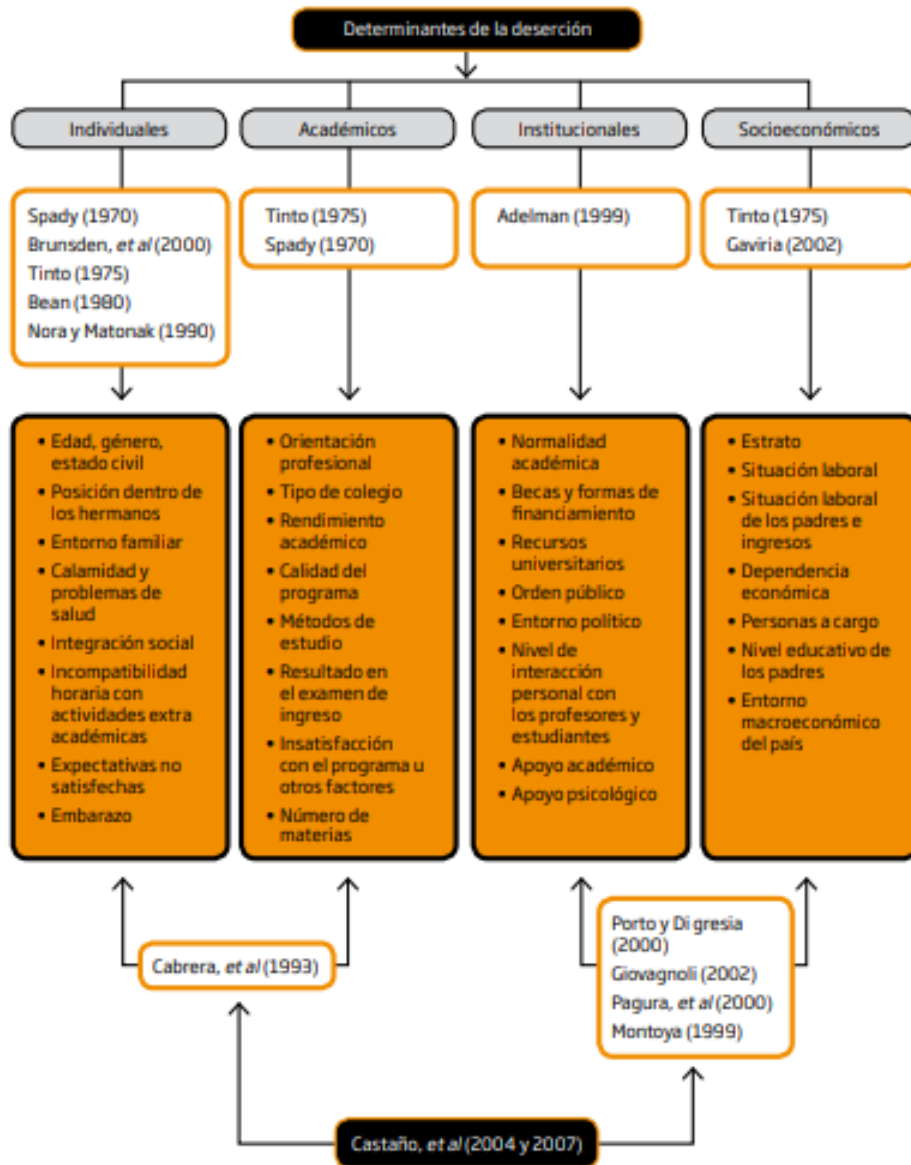 Determinantes de la deserción
Individuales
Académicos
Institucionales
Socioeconómicos
Spady (1970)
Brunsden, et al (2000)
Tinto (1975)
Bean (1980)
Nora y Matonak (1990)
Tinto (1975)
Spady (1970)
Adelman (1999)
Tinto (1975)
Gaviria (2002)
• Edad, género,
estado civil
• Posición dentro de
los hermanos
• Entorno familiar
• Calamidad y
problemas de
salud
• Integración social
• Incompatibilidad
horaria con
actividades extra
académicas
• Expectativas no
satisfechas
• Embarazo
• Orientación
profesional
• Tipo de colegio
• Rendimiento
académico
• Calidad del
programa
• Métodos de
estudio
• Resultado en
el examen de
ingreso
• Insatisfacción
con el programa u
otros factores
• Número de
materias
• Normalidad
académica
• Becas y formas de
financiamiento
• Recursos
universitarios
• Orden público
• Entorno político
• Nivel de
interacción
personal con
los profesores y
estudiantes
• Apoyo académico
• Apoyo psicológico
• Estrato
• Situación laboral
• Situación laboral
de los padres e
ingresos
• Dependencia
económica
• Personas a cargo
• Nivel educativo de
los padres
• Entorno
macroeconómico
del país
Cabrera, et al (1993)
Porto y Di gresia
(2000)
Giovagnoli (2002)
Pagura, et al (2000)
Montoya (1999)
Castaño, et al (2004 y 2007)